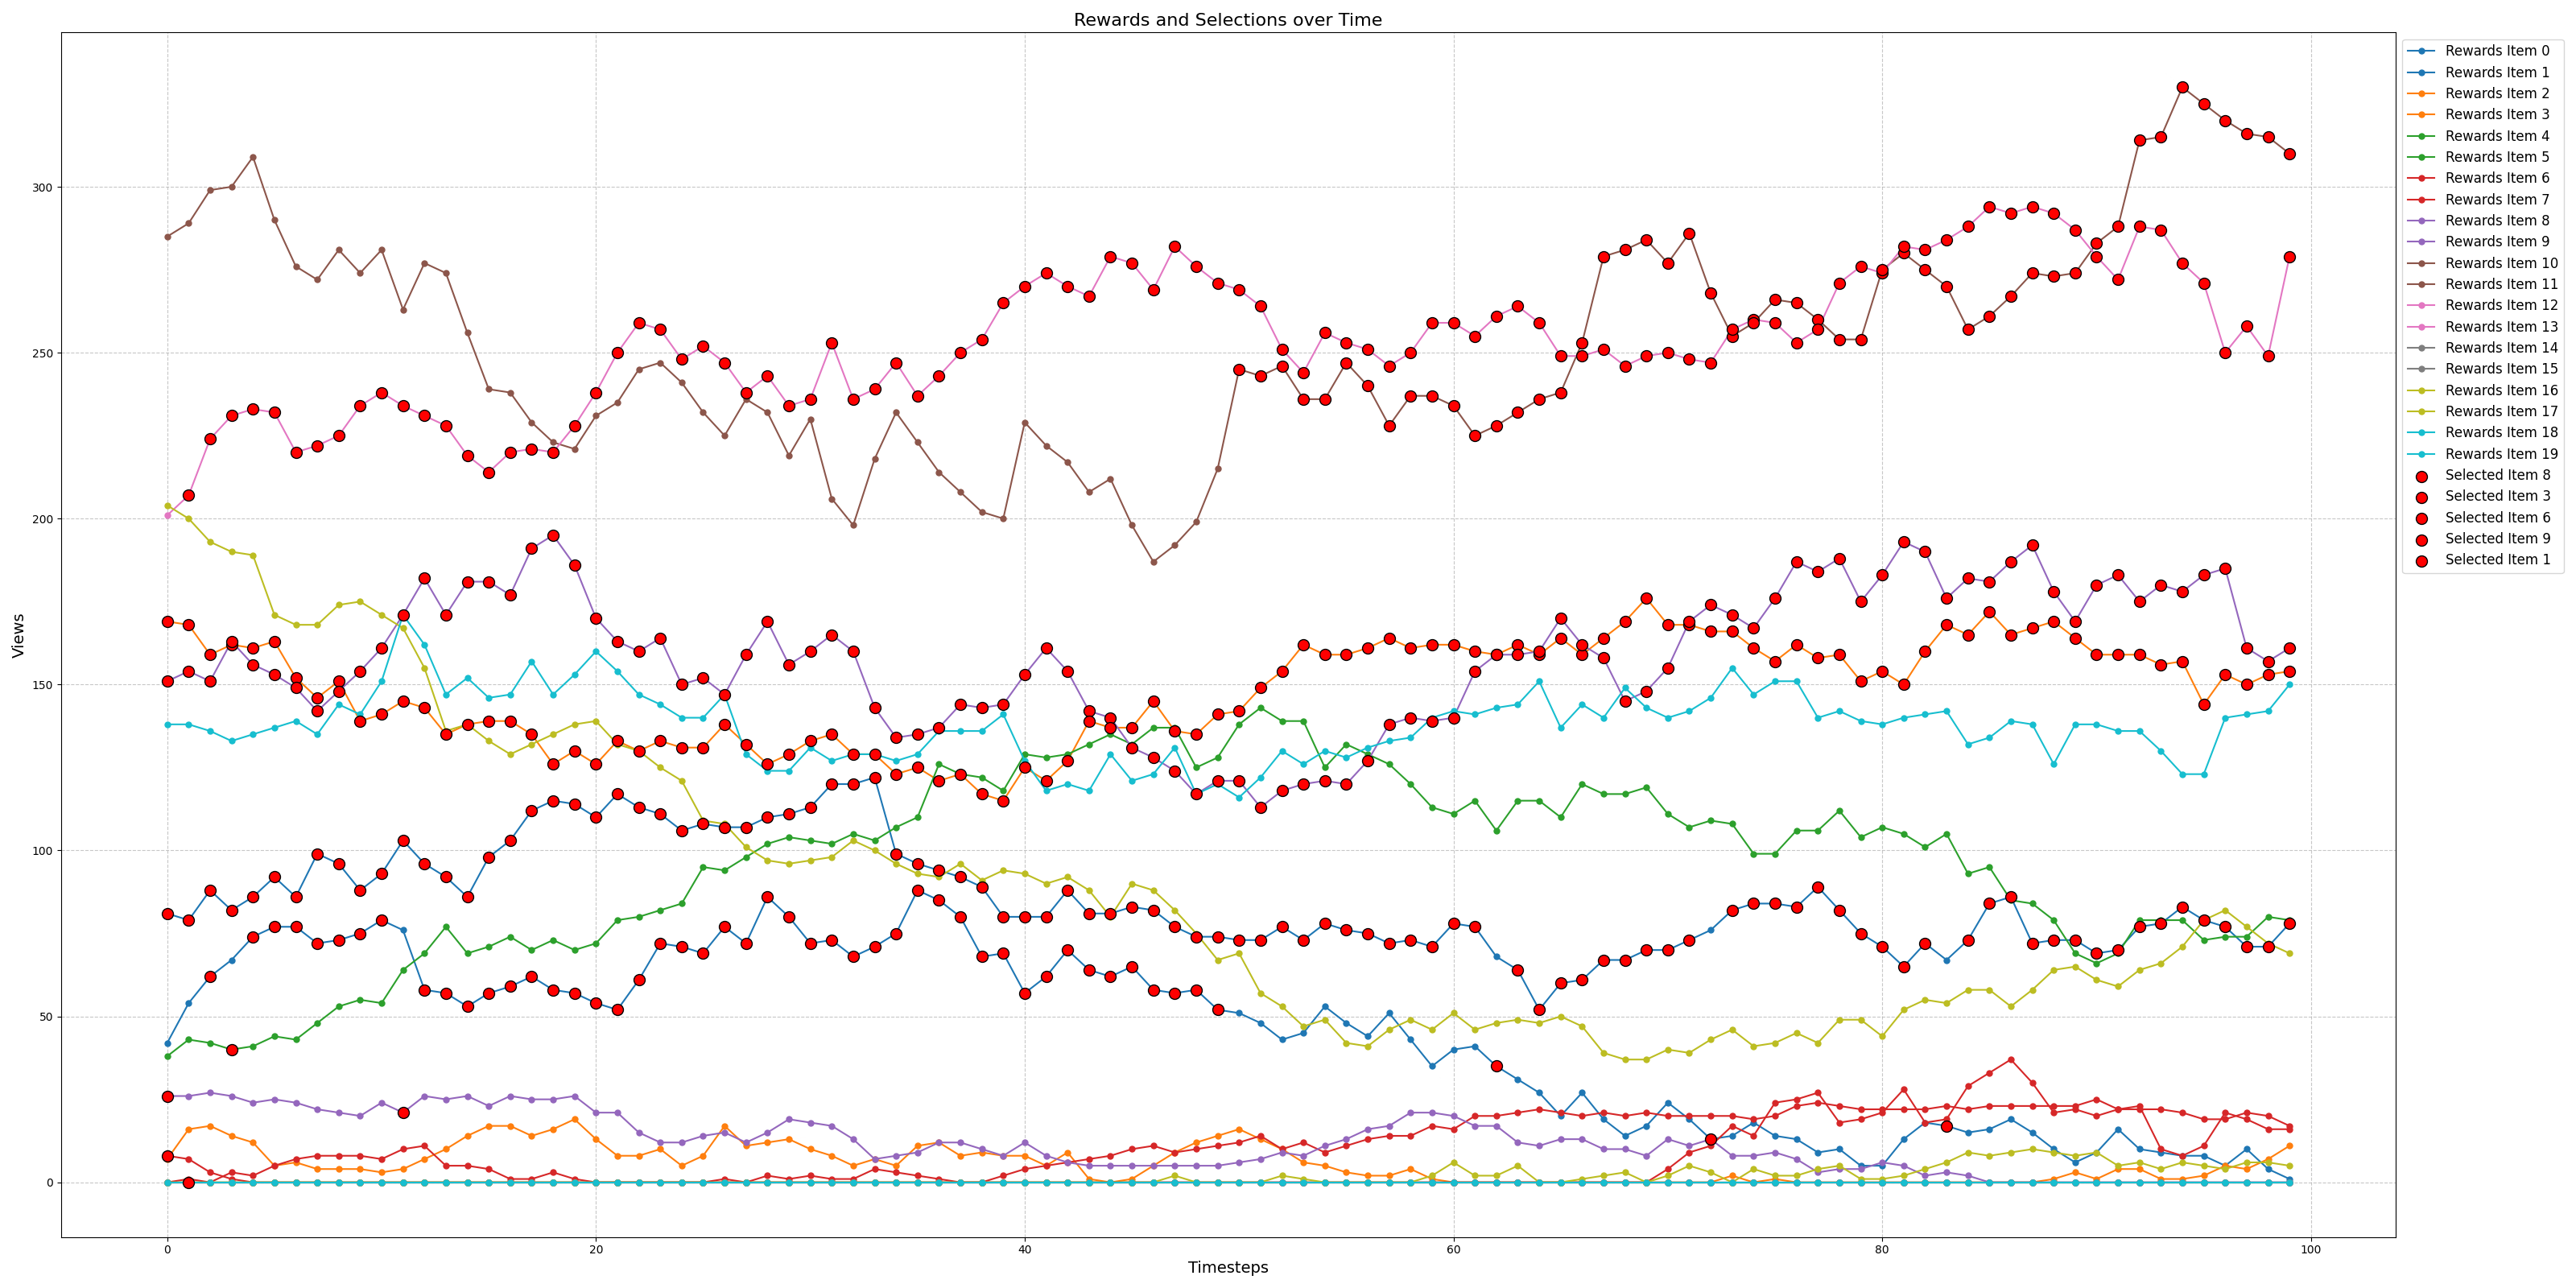 Rewards and Selections over Time
Views
300
250
200
150
100
50
0
0
20
40
60
80
100
Timesteps
Rewards Item 0
Rewards Item 1
Rewards Item 2
Rewards Item 3
Rewards Item 4
Rewards Item 5
Rewards Item 6
Rewards Item 7
Rewards Item 8
Rewards Item 9
Rewards Item 10
Rewards Item 11
Rewards Item 12
Rewards Item 13
Rewards Item 14
Rewards Item 15
Rewards Item 16
Rewards Item 17
Rewards Item 18
Rewards Item 19
Selected Item 8
Selected Item 3
Selected Item 6
Selected Item 9
Selected Item 1